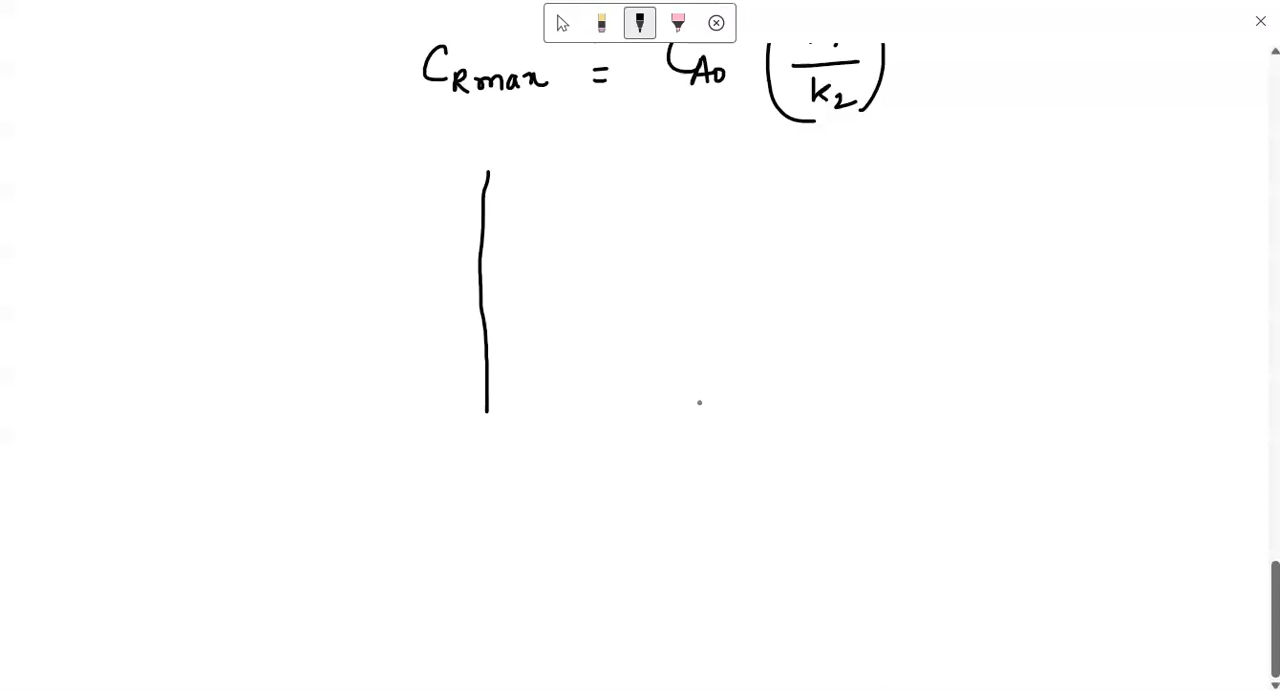 C_Rmax = C_A0 ( / k_2 )